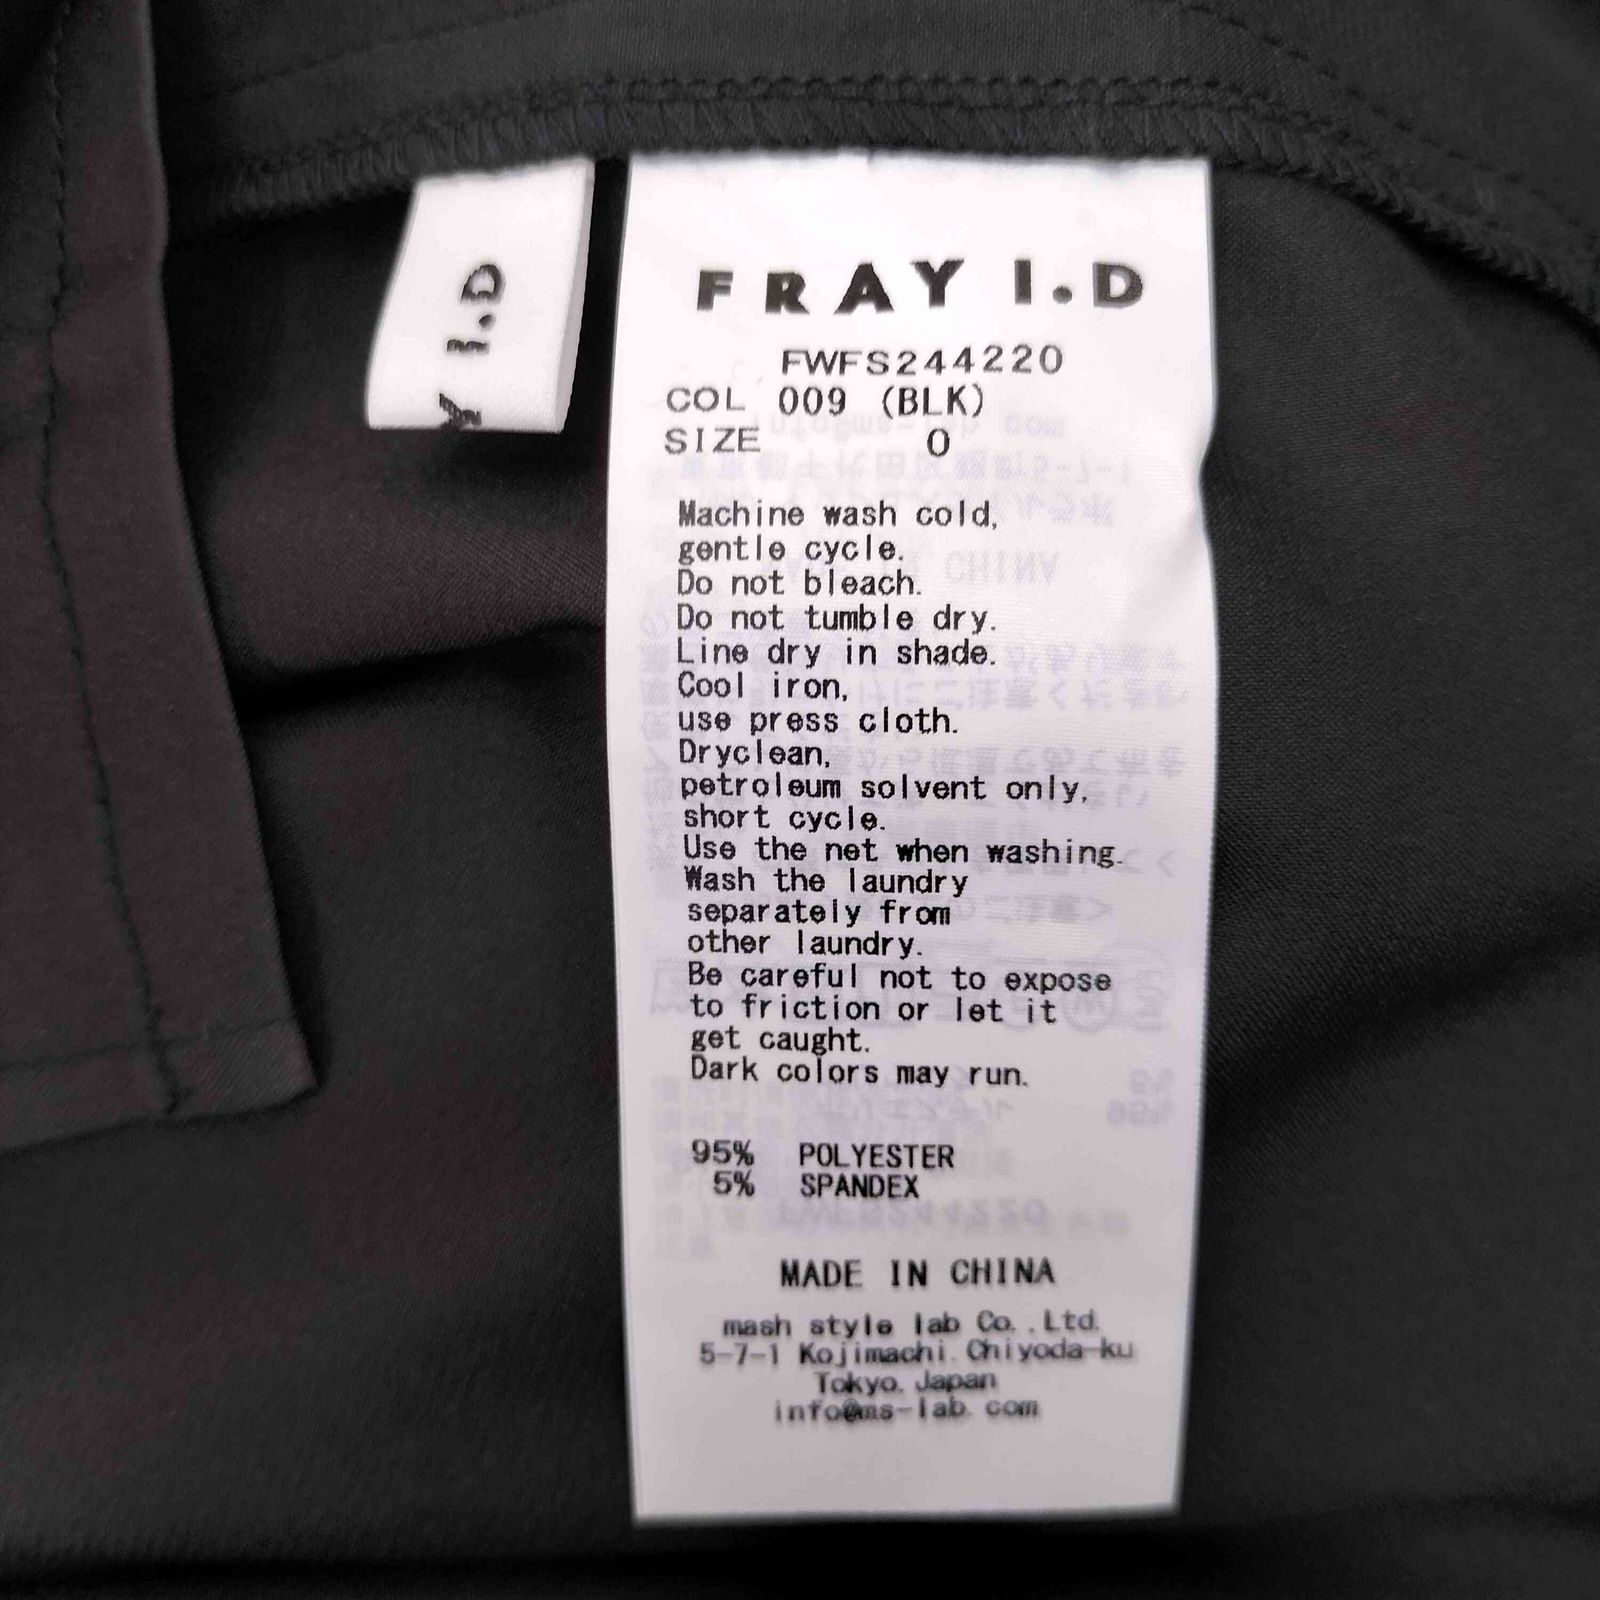 Y I.D
FRAY I.D
FWFS244220
COL 009 (BLK)
SIZE 0
Machine wash cold,
gentle cycle.
Do not bleach.
Do not tumble dry.
Line dry in shade.
Cool iron,
use press cloth.
Dryclean,
petroleum solvent only,
short cycle.
Use the net when washing.
Wash the laundry
separately from
other laundry.
Be careful not to expose
to friction or let it
get caught.
Dark colors may run.
95% POLYESTER
5% SPANDEX
MADE IN CHINA
mash style lab Co.,Ltd.
5-7-1 Kojimachi, Chiyoda-ku
Tokyo, Japan
info@ms-lab.com